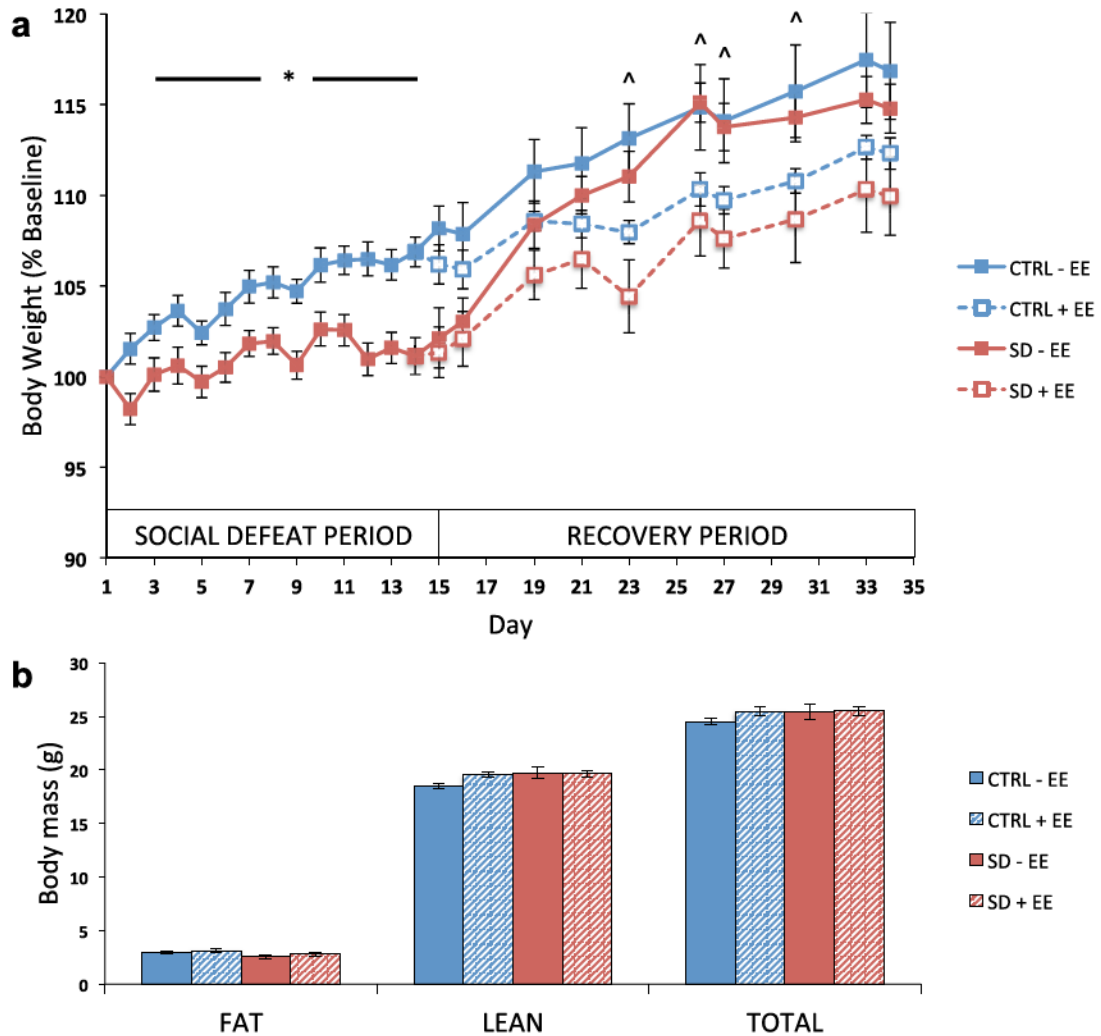 a
120
115
110
105
100
95
90
Body Weight (% Baseline)
*
^ ^ ^ ^
CTRL - EE
CTRL + EE
SD - EE
SD + EE
SOCIAL DEFEAT PERIOD RECOVERY PERIOD
1 3 5 7 9 11 13 15 17 19 21 23 25 27 29 31 33 35
Day
b
30
25
20
15
10
5
0
Body mass (g)
CTRL - EE
CTRL + EE
SD - EE
SD + EE
FAT LEAN TOTAL